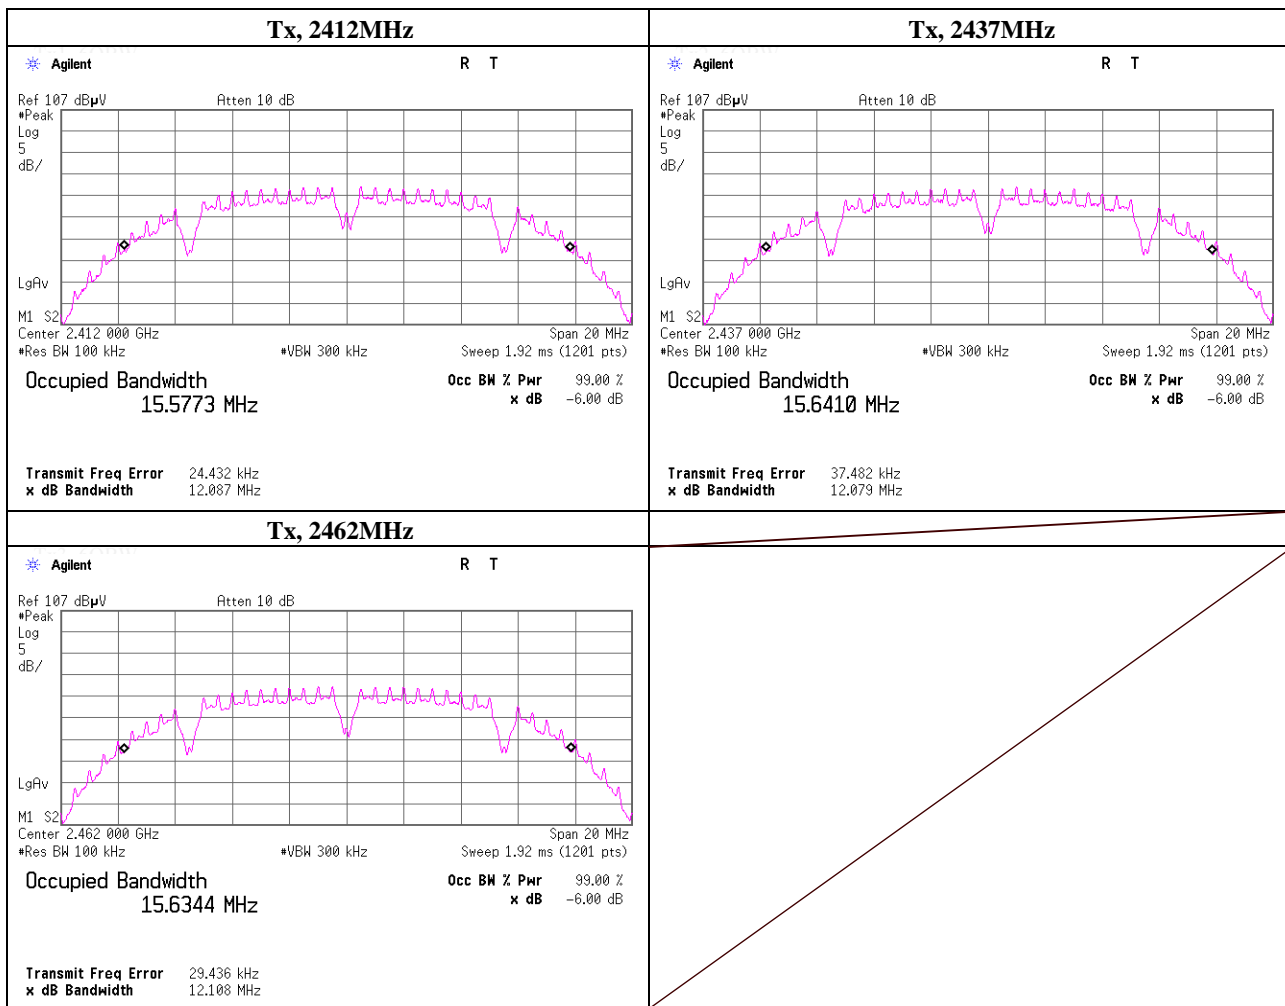 Tx, 2412MHz
Agilent
R T
Ref 107 dBµV
Atten 10 dB
#Peak
Log
5
dB/
LgAv
M1 S2
Center 2.412 000 GHz
Span 20 MHz
#Res BW 100 kHz
#VBW 300 kHz
Sweep 1.92 ms (1201 pts)
Occupied Bandwidth
15.5773 MHz
Occ BW % Pwr 99.00 %
x dB -6.00 dB
Transmit Freq Error 24.432 kHz
x dB Bandwidth 12.087 MHz
Tx, 2437MHz
Agilent
R T
Ref 107 dBµV
Atten 10 dB
#Peak
Log
5
dB/
LgAv
M1 S2
Center 2.437 000 GHz
Span 20 MHz
#Res BW 100 kHz
#VBW 300 kHz
Sweep 1.92 ms (1201 pts)
Occupied Bandwidth
15.6410 MHz
Occ BW % Pwr 99.00 %
x dB -6.00 dB
Transmit Freq Error 37.482 kHz
x dB Bandwidth 12.079 MHz
Tx, 2462MHz
Agilent
R T
Ref 107 dBµV
Atten 10 dB
#Peak
Log
5
dB/
LgAv
M1 S2
Center 2.462 000 GHz
Span 20 MHz
#Res BW 100 kHz
#VBW 300 kHz
Sweep 1.92 ms (1201 pts)
Occupied Bandwidth
15.6344 MHz
Occ BW % Pwr 99.00 %
x dB -6.00 dB
Transmit Freq Error 29.436 kHz
x dB Bandwidth 12.108 MHz